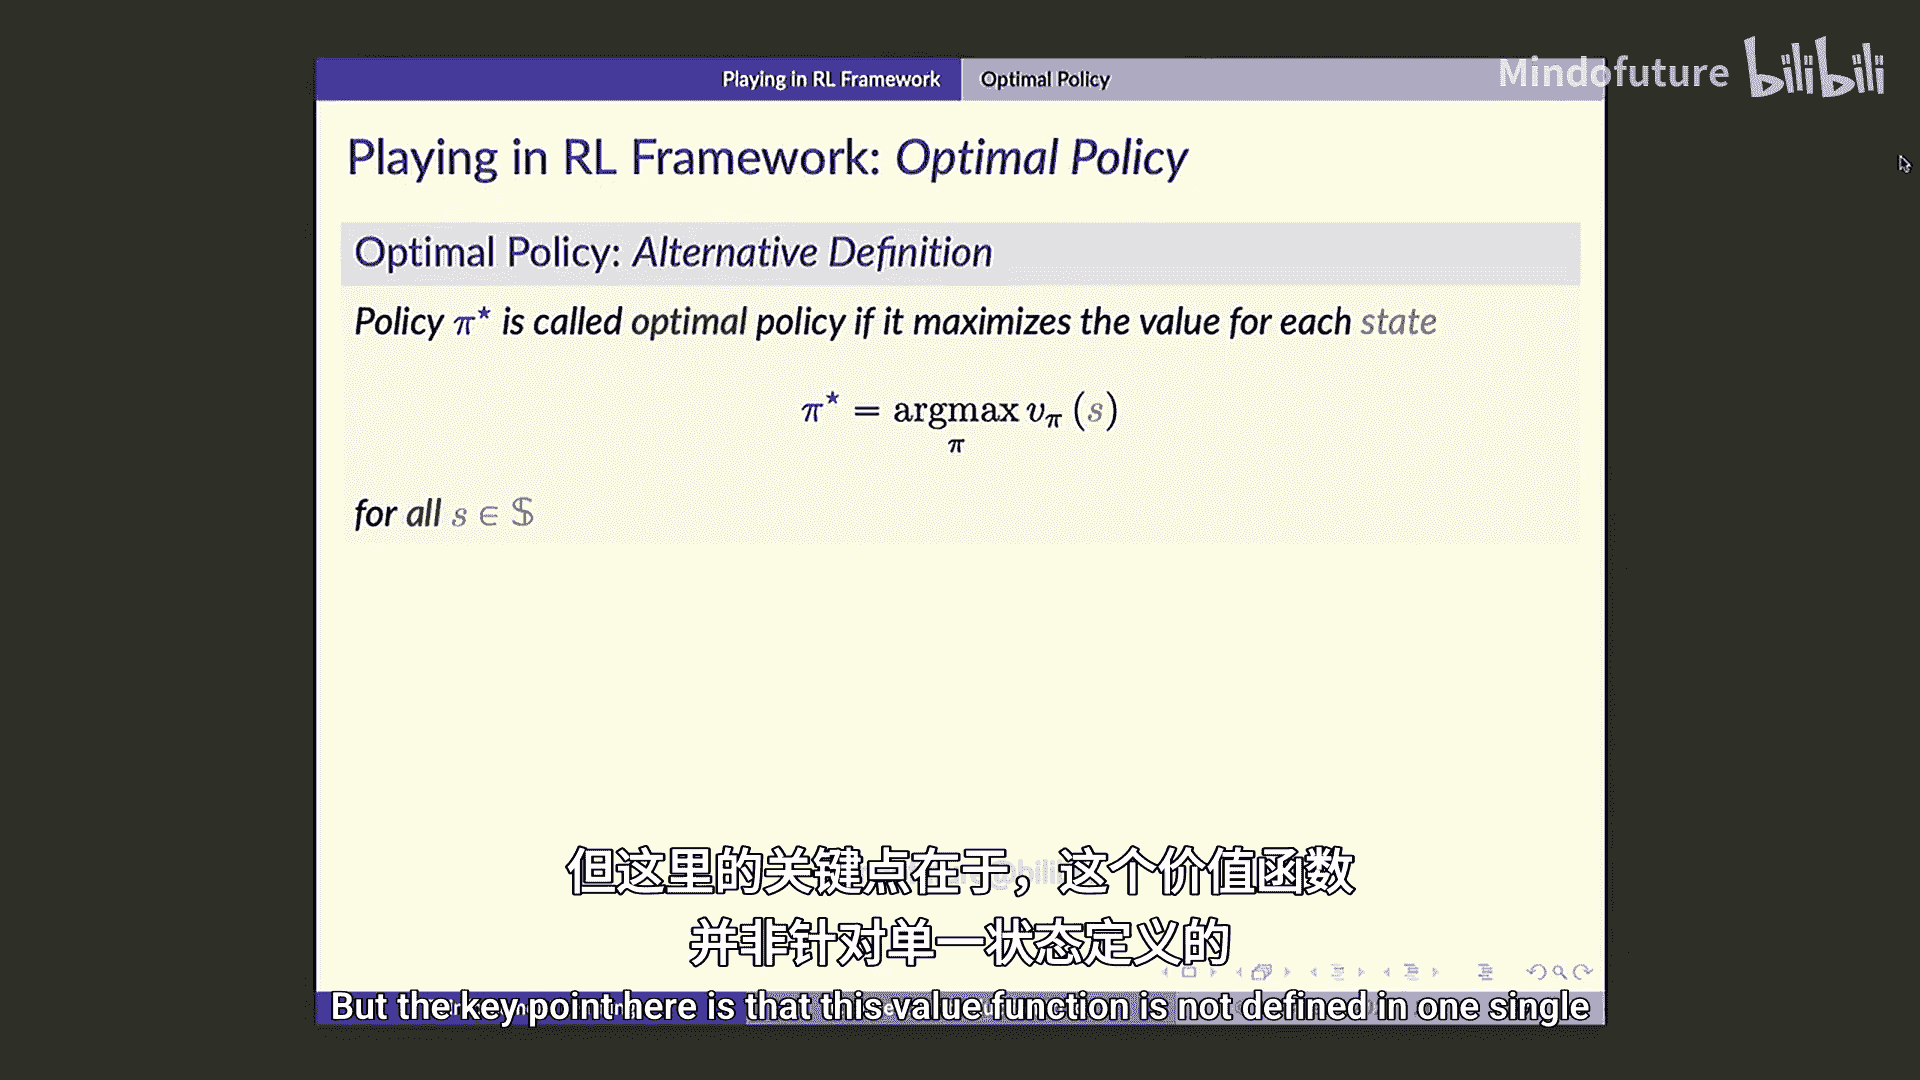 Playing in RL Framework
Optimal Policy
Mindofuture bilibili
Playing in RL Framework: Optimal Policy
Optimal Policy: Alternative Definition
Policy π* is called optimal policy if it maximizes the value for each state
π* = argmax vπ (s)
π
for all s ∈ 𝕊
但这里的关键点在于，这个价值函数
并非针对单一状态定义的
But the key point here is that this value function is not defined in one single